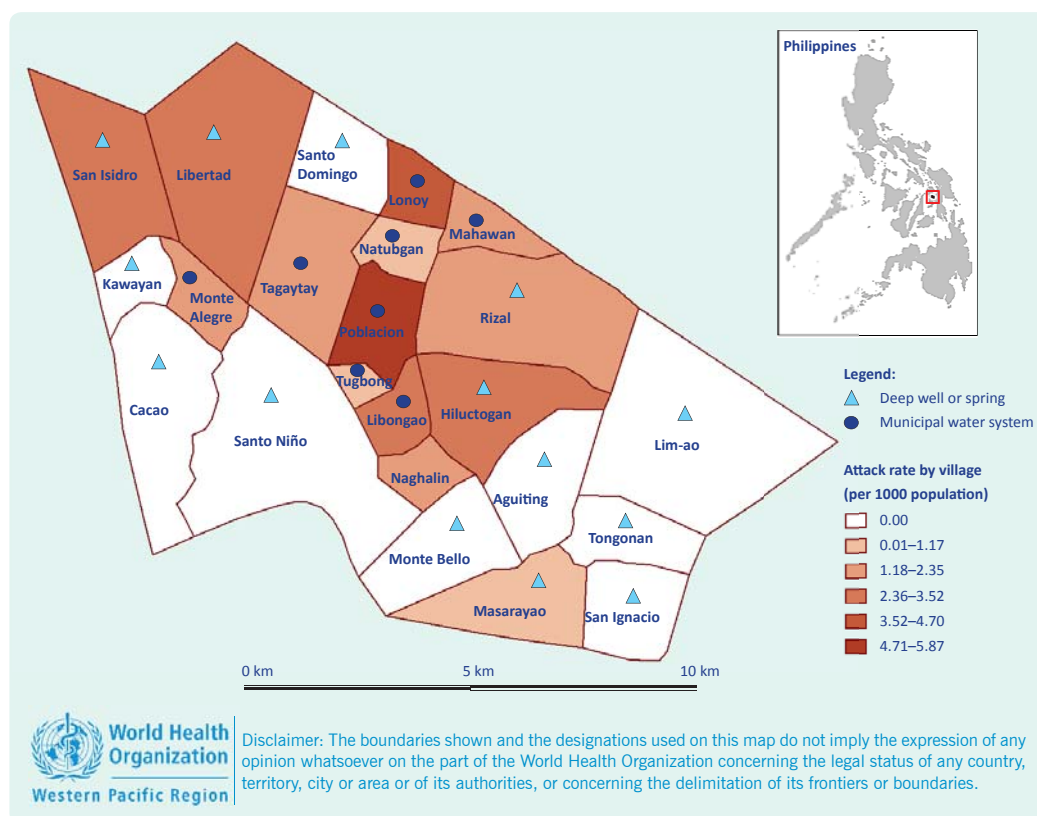 Philippines
San Isidro
Libertad
Santo
Domingo
Lonoy
Mahawan
Natubgan
Kawayan
Monte
Alegre
Tagaytay
Rizal
Poblacion
Tugbong
Cacao
Santo Niño
Libongao
Hiluctogan
Lim-ao
Naghalin
Aguiting
Tongonan
Monte Bello
Masarayao
San Ignacio
Legend:
Deep well or spring
Municipal water system
Attack rate by village
(per 1000 population)
0.00
0.01–1.17
1.18–2.35
2.36–3.52
3.52–4.70
4.71–5.87
0 km 5 km 10 km
World Health
Organization
Western Pacific Region
Disclaimer: The boundaries shown and the designations used on this map do not imply the expression of any
opinion whatsoever on the part of the World Health Organization concerning the legal status of any country,
territory, city or area or of its authorities, or concerning the delimitation of its frontiers or boundaries.